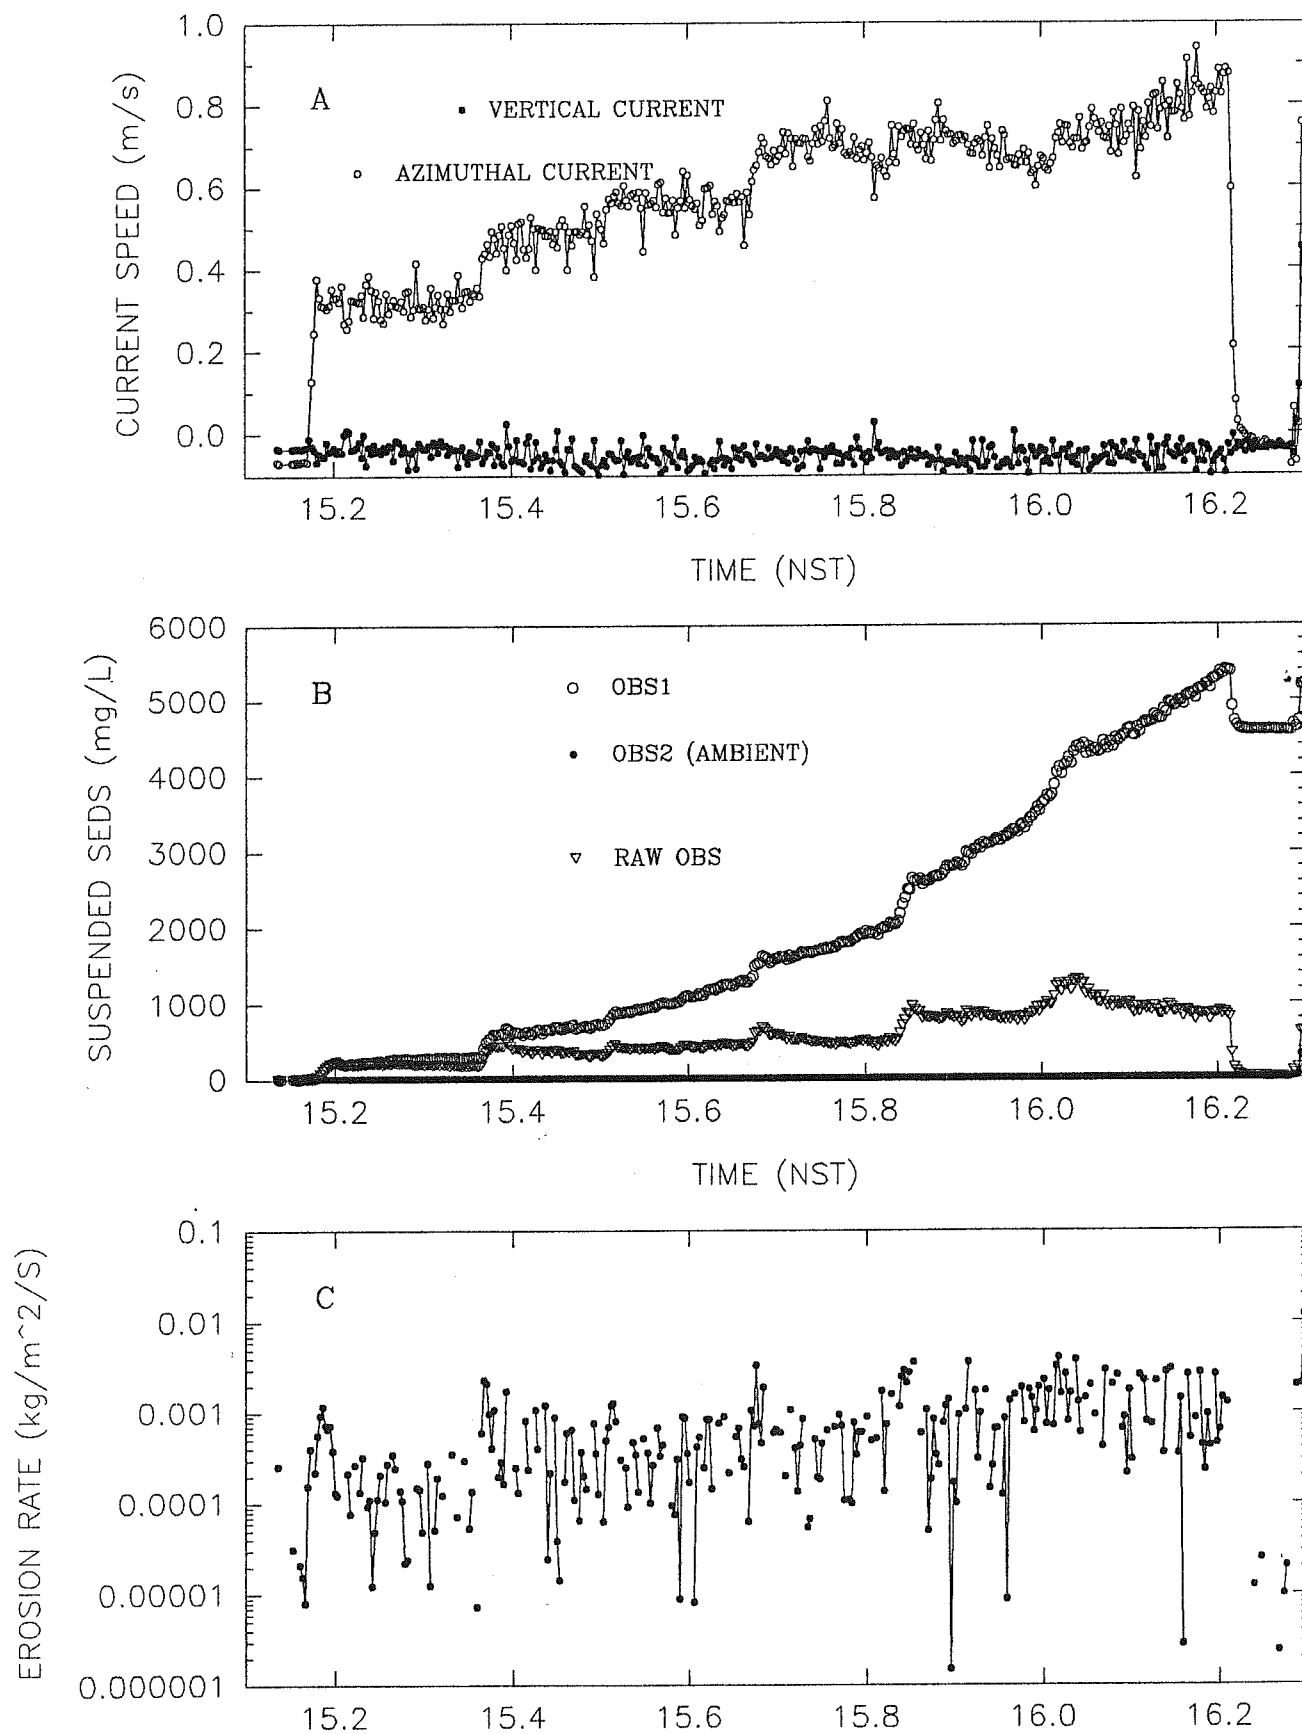 1.0
A
VERTICAL CURRENT
0.8
AZIMUTHAL CURRENT
0.6
0.4
0.2
0.0
CURRENT SPEED (m/s)
15.2 15.4 15.6 15.8 16.0 16.2
TIME (NST)
6000
B
OBS1
5000
OBS2 (AMBIENT)
4000
RAW OBS
3000
2000
1000
0
SUSPENDED SEDS (mg/L)
15.2 15.4 15.6 15.8 16.0 16.2
TIME (NST)
0.1
C
0.01
0.001
0.0001
0.00001
0.000001
EROSION RATE (kg/m^2/S)
15.2 15.4 15.6 15.8 16.0 16.2